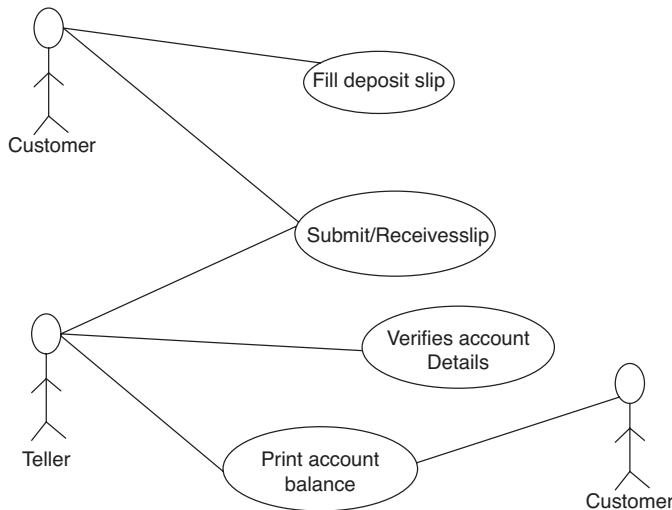 Fill deposit slip
Customer
Submit/Receivesslip
Verifies account
Details
Teller
Print account
balance
Customer